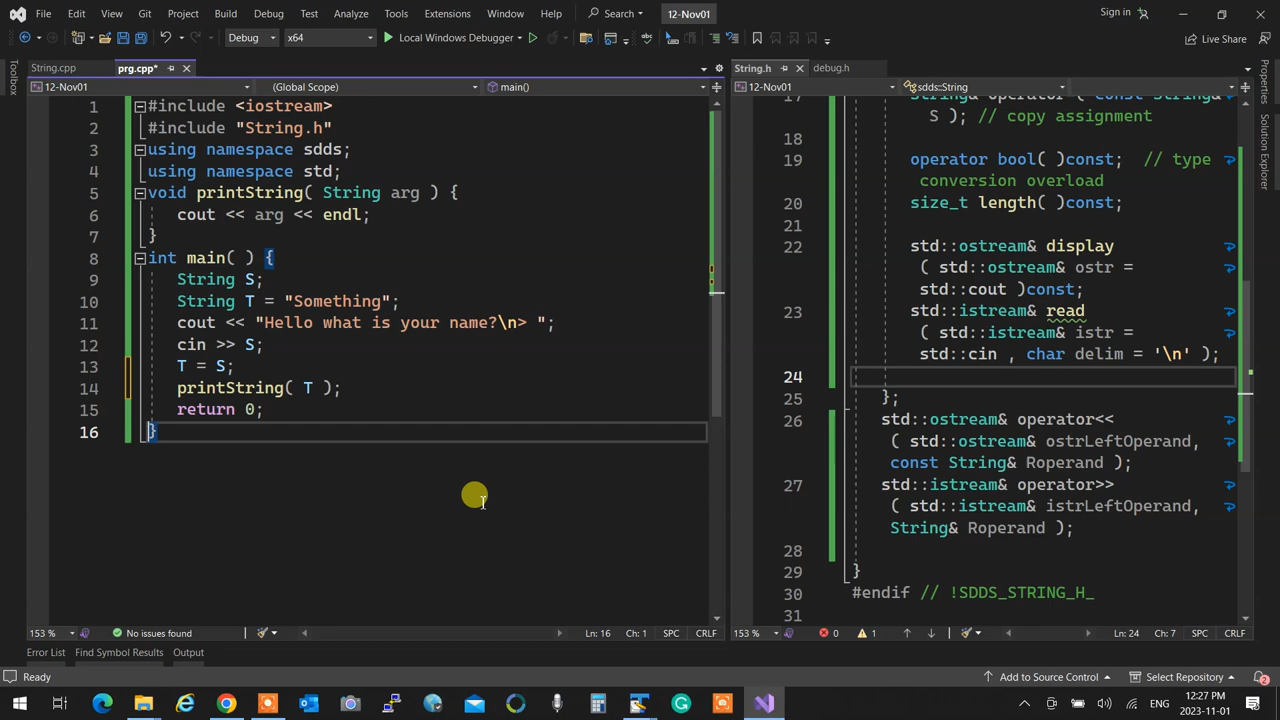 File Edit View Git Project Build Debug Test Analyze Tools Extensions Window Help Search 12-Nov01 Sign in
Debug x64 Local Windows Debugger Live Share
Toolbox
String.cpp prg.cpp*
12-Nov01 (Global Scope) main()
1 #include <iostream>
2 #include "String.h"
3 using namespace sdds;
4 using namespace std;
5 void printString( String arg ) {
6 cout << arg << endl;
7 }
8 int main( ) {
9 String S;
10 String T = "Something";
11 cout << "Hello what is your name?\n> ";
12 cin >> S;
13 T = S;
14 printString( T );
15 return 0;
16 }
153 % No issues found Ln: 16 Ch: 1 SPC CRLF
String.h debug.h
12-Nov01 sdds::String
17 String& operator=( const String&
S ); // copy assignment
18
19 operator bool( )const; // type
conversion overload
20 size_t length( )const;
21
22 std::ostream& display
( std::ostream& ostr =
std::cout )const;
23 std::istream& read
( std::istream& istr =
std::cin , char delim = '\n' );
24
25 };
26 std::ostream& operator<<
( std::ostream& ostrLeftOperand,
const String& Roperand );
27 std::istream& operator>>
( std::istream& istrLeftOperand,
String& Roperand );
28
29 }
30 #endif // !SDDS_STRING_H_
31
153 % 0 1 Ln: 24 Ch: 7 SPC CRLF
Properties
Solution Explorer
Error List Find Symbol Results Output
Ready Add to Source Control Select Repository 2
ENG 12:27 PM
2023-11-01